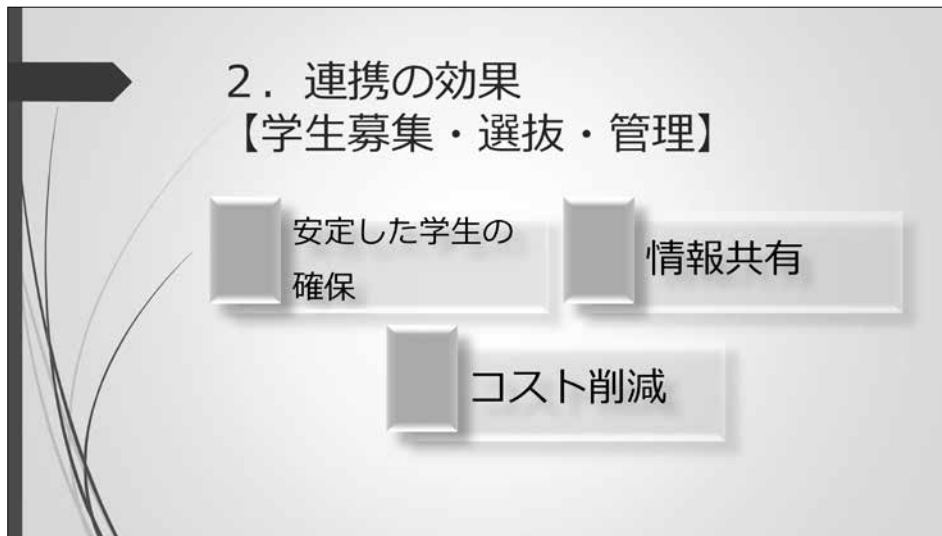 2．連携の効果
【学生募集・選抜・管理】
安定した学生の
確保
情報共有
コスト削減